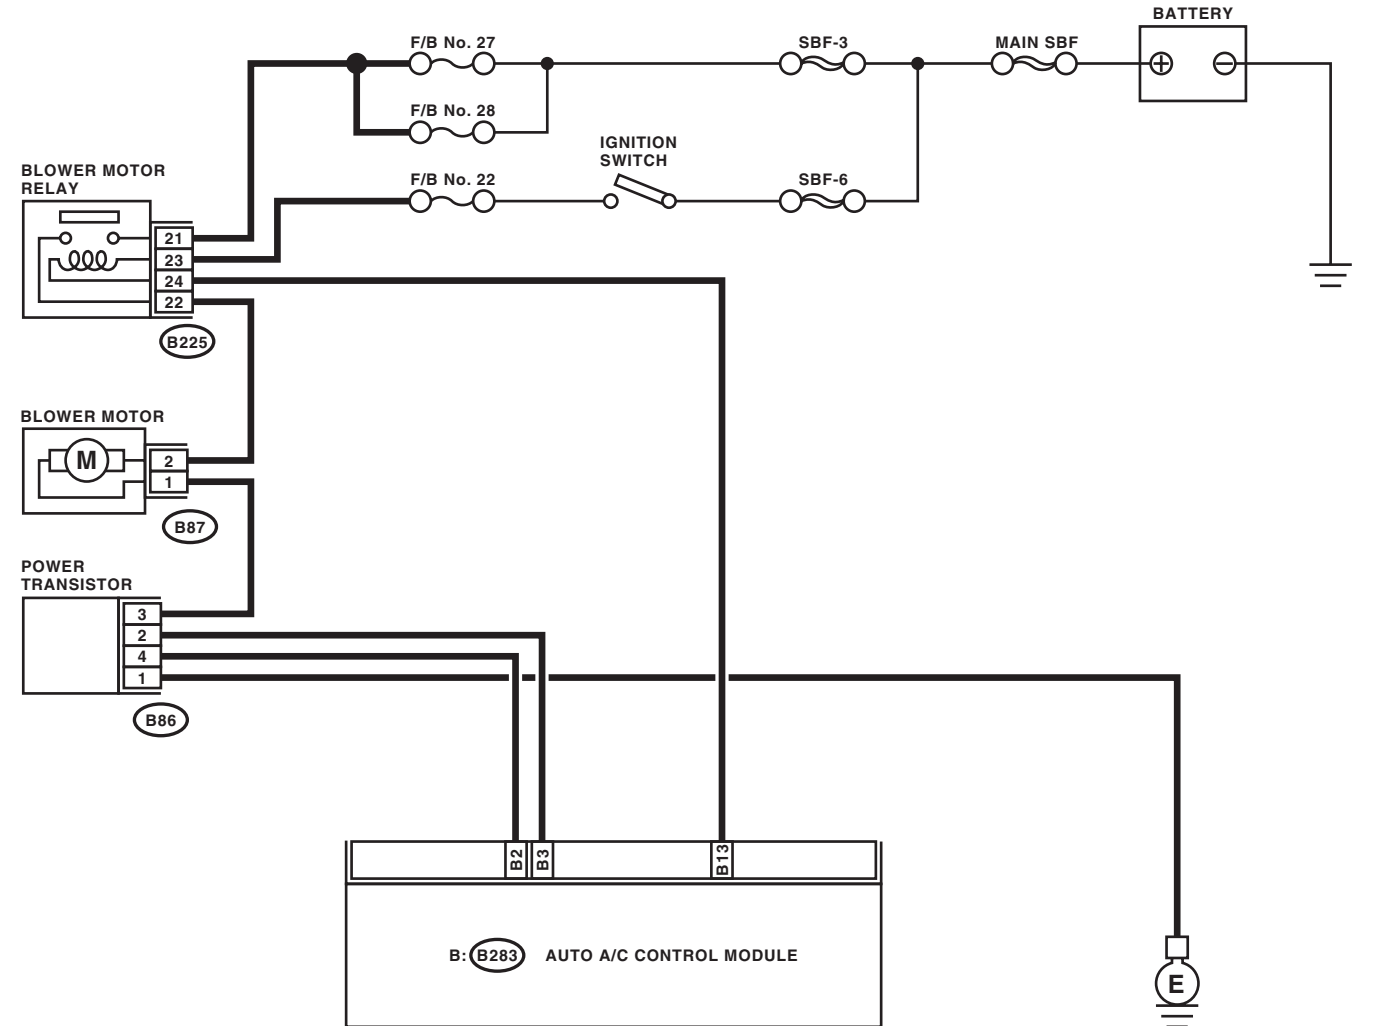 BATTERY
F/B No. 27
SBF-3
MAIN SBF
F/B No. 28
IGNITION
SWITCH
BLOWER MOTOR
RELAY
F/B No. 22
SBF-6
21
23
24
22
B225
BLOWER MOTOR
M
2
1
B87
POWER
TRANSISTOR
3
2
4
1
B86
B2
B3
B13
B: B283 AUTO A/C CONTROL MODULE
E